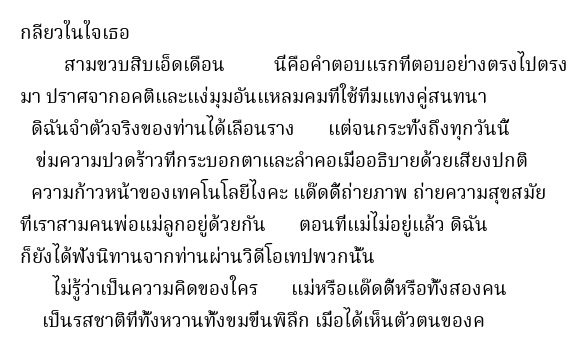 กลียวในใจเธอ
สามขวบสิบเอ็ดเดือน นี่คือคำตอบแรกที่ตอบอย่างตรงไปตรง
มา ปราศจากอคติและแง่มุมอันแหลมคมที่ใช้ทิ่มแทงคู่สนทนา
ดิฉันจำตัวจริงของท่านได้เลือนราง แต่จนกระทั่งถึงทุกวันนี้
ข่มความปวดร้าวที่กระบอกตาและลำคอเมื่ออธิบายด้วยเสียงปกติ
ความก้าวหน้าของเทคโนโลยีไงคะ แด๊ดดี้ถ่ายภาพ ถ่ายความสุขสมัย
ที่เราสามคนพ่อแม่ลูกอยู่ด้วยกัน ตอนที่แม่ไม่อยู่แล้ว ดิฉัน
ก็ยังได้ฟังนิทานจากท่านผ่านวิดีโอเทปพวกนั้น
ไม่รู้ว่าเป็นความคิดของใคร แม่หรือแด๊ดดี้หรือทั้งสองคน
เป็นรสชาติที่ทั้งหวานทั้งขมขื่นพิลึก เมื่อได้เห็นตัวตนของค